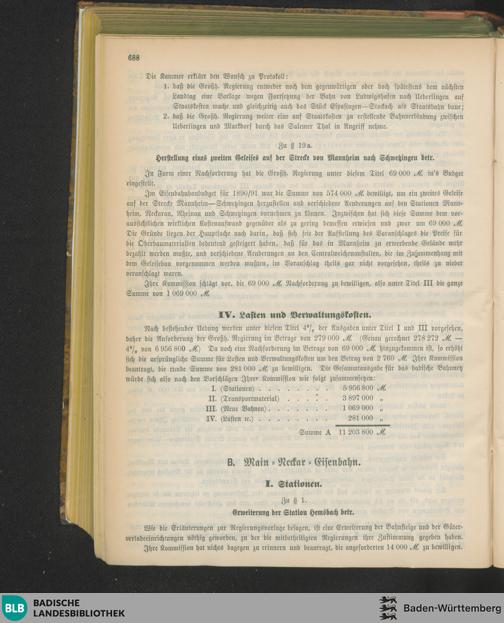 688
Die Kammer erklärt den Wunsch zu Protokoll:
1. daß die Großh. Regierung entweder noch dem gegenwärtigen oder doch spätestens dem nächsten
Landtag eine Vorlage wegen Fortsetzung der Bahn von Ludwigshafen nach Ueberlingen auf
Staatskosten mache und gleichzeitig auch das Stück Espasingen—Stockach als Staatsbahn baue;
2. daß die Großh. Regierung weiter eine auf Staatskosten zu erstellende Bahnverbindung zwischen
Ueberlingen und Markdorf durch das Salemer Thal in Angriff nehme.
Zu § 19a.
Herstellung eines zweiten Geleises auf der Strecke von Mannheim nach Schwetzingen betr.
In Form einer Nachforderung hat die Großh. Regierung unter diesem Titel 69 000 M. in's Budget
eingestellt.
Im Eisenbahnbaubudget für 1890/91 war die Summe von 574 000 M. bewilligt, um ein zweites Geleise
auf der Strecke Mannheim—Schwetzingen herzustellen und verschiedene Aenderungen auf den Stationen Mann-
heim, Neckarau, Rheinau und Schwetzingen vornehmen zu können. Inzwischen hat sich diese Summe dem vor-
aussichtlichen wirklichen Kostenaufwand gegenüber als zu gering bemessen erwiesen und zwar um 69 000 M.
Die Gründe liegen der Hauptsache nach darin, daß sich seit der Aufstellung des Voranschlages die Preise für
die Oberbaumaterialien bedeutend gesteigert haben, daß für das in Mannheim zu erwerbende Gelände mehr
bezahlt werden mußte, und verschiedene Aenderungen an den Centralweichenanstalten, die im Zusammenhang mit
dem Geleisebau vorgenommen werden mußten, im Voranschlag theils gar nicht vorgesehen, theils zu nieder
veranschlagt waren.
Ihre Kommission schlägt vor, die 69 000 M. Nachforderung zu bewilligen, also unter Titel III die ganze
Summe von 1 069 000 M.
IV. Lasten und Verwaltungskosten.
Nach bestehender Uebung werden unter diesem Titel 4% der Ausgaben unter Titel I und III vorgesehen,
daher die Anforderung der Großh. Regierung im Betrage von 279 000 M. (Genau gerechnet 278 272 M. —
4% von 6 956 800 M.) Da noch eine Nachforderung im Betrage von 69 000 M. hinzugekommen ist, so erhöht
sich die ursprüngliche Summe für Lasten und Verwaltungskosten um den Betrag von 2 760 M. Ihre Kommission
beantragt, die runde Summe von 281 000 M. zu bewilligen. Die Gesammtausgabe für das badische Bahnnetz
würde sich also nach den Vorschlägen Ihrer Kommission wie folgt zusammensetzen:
I. (Stationen) . . . . . . . 5 956 800 M.
II. (Transportmaterial) . . . . . 3 897 000 „
III. (Neue Bahnen) . . . . . . 1 069 000 „
IV. (Lasten ec.) . . . . . . . 281 000 „
Summe A 11 203 800 M.
B. Main-Neckar-Eisenbahn.
I. Stationen.
Zu § 1.
Erweiterung der Station Hemsbach betr.
Wie die Erläuterungen zur Regierungsvorlage besagen, ist eine Erweiterung der Bahnsteige und der Güter-
verladeeinrichtungen nöthig geworden, zu der die mitbetheiligten Regierungen ihre Zustimmung gegeben haben.
Ihre Kommission hat nichts dagegen zu erinnern und beantragt, die angeforderten 14 000 M. zu bewilligen.
BLB
BADISCHE
LANDESBIBLIOTHEK
Baden-Württemberg